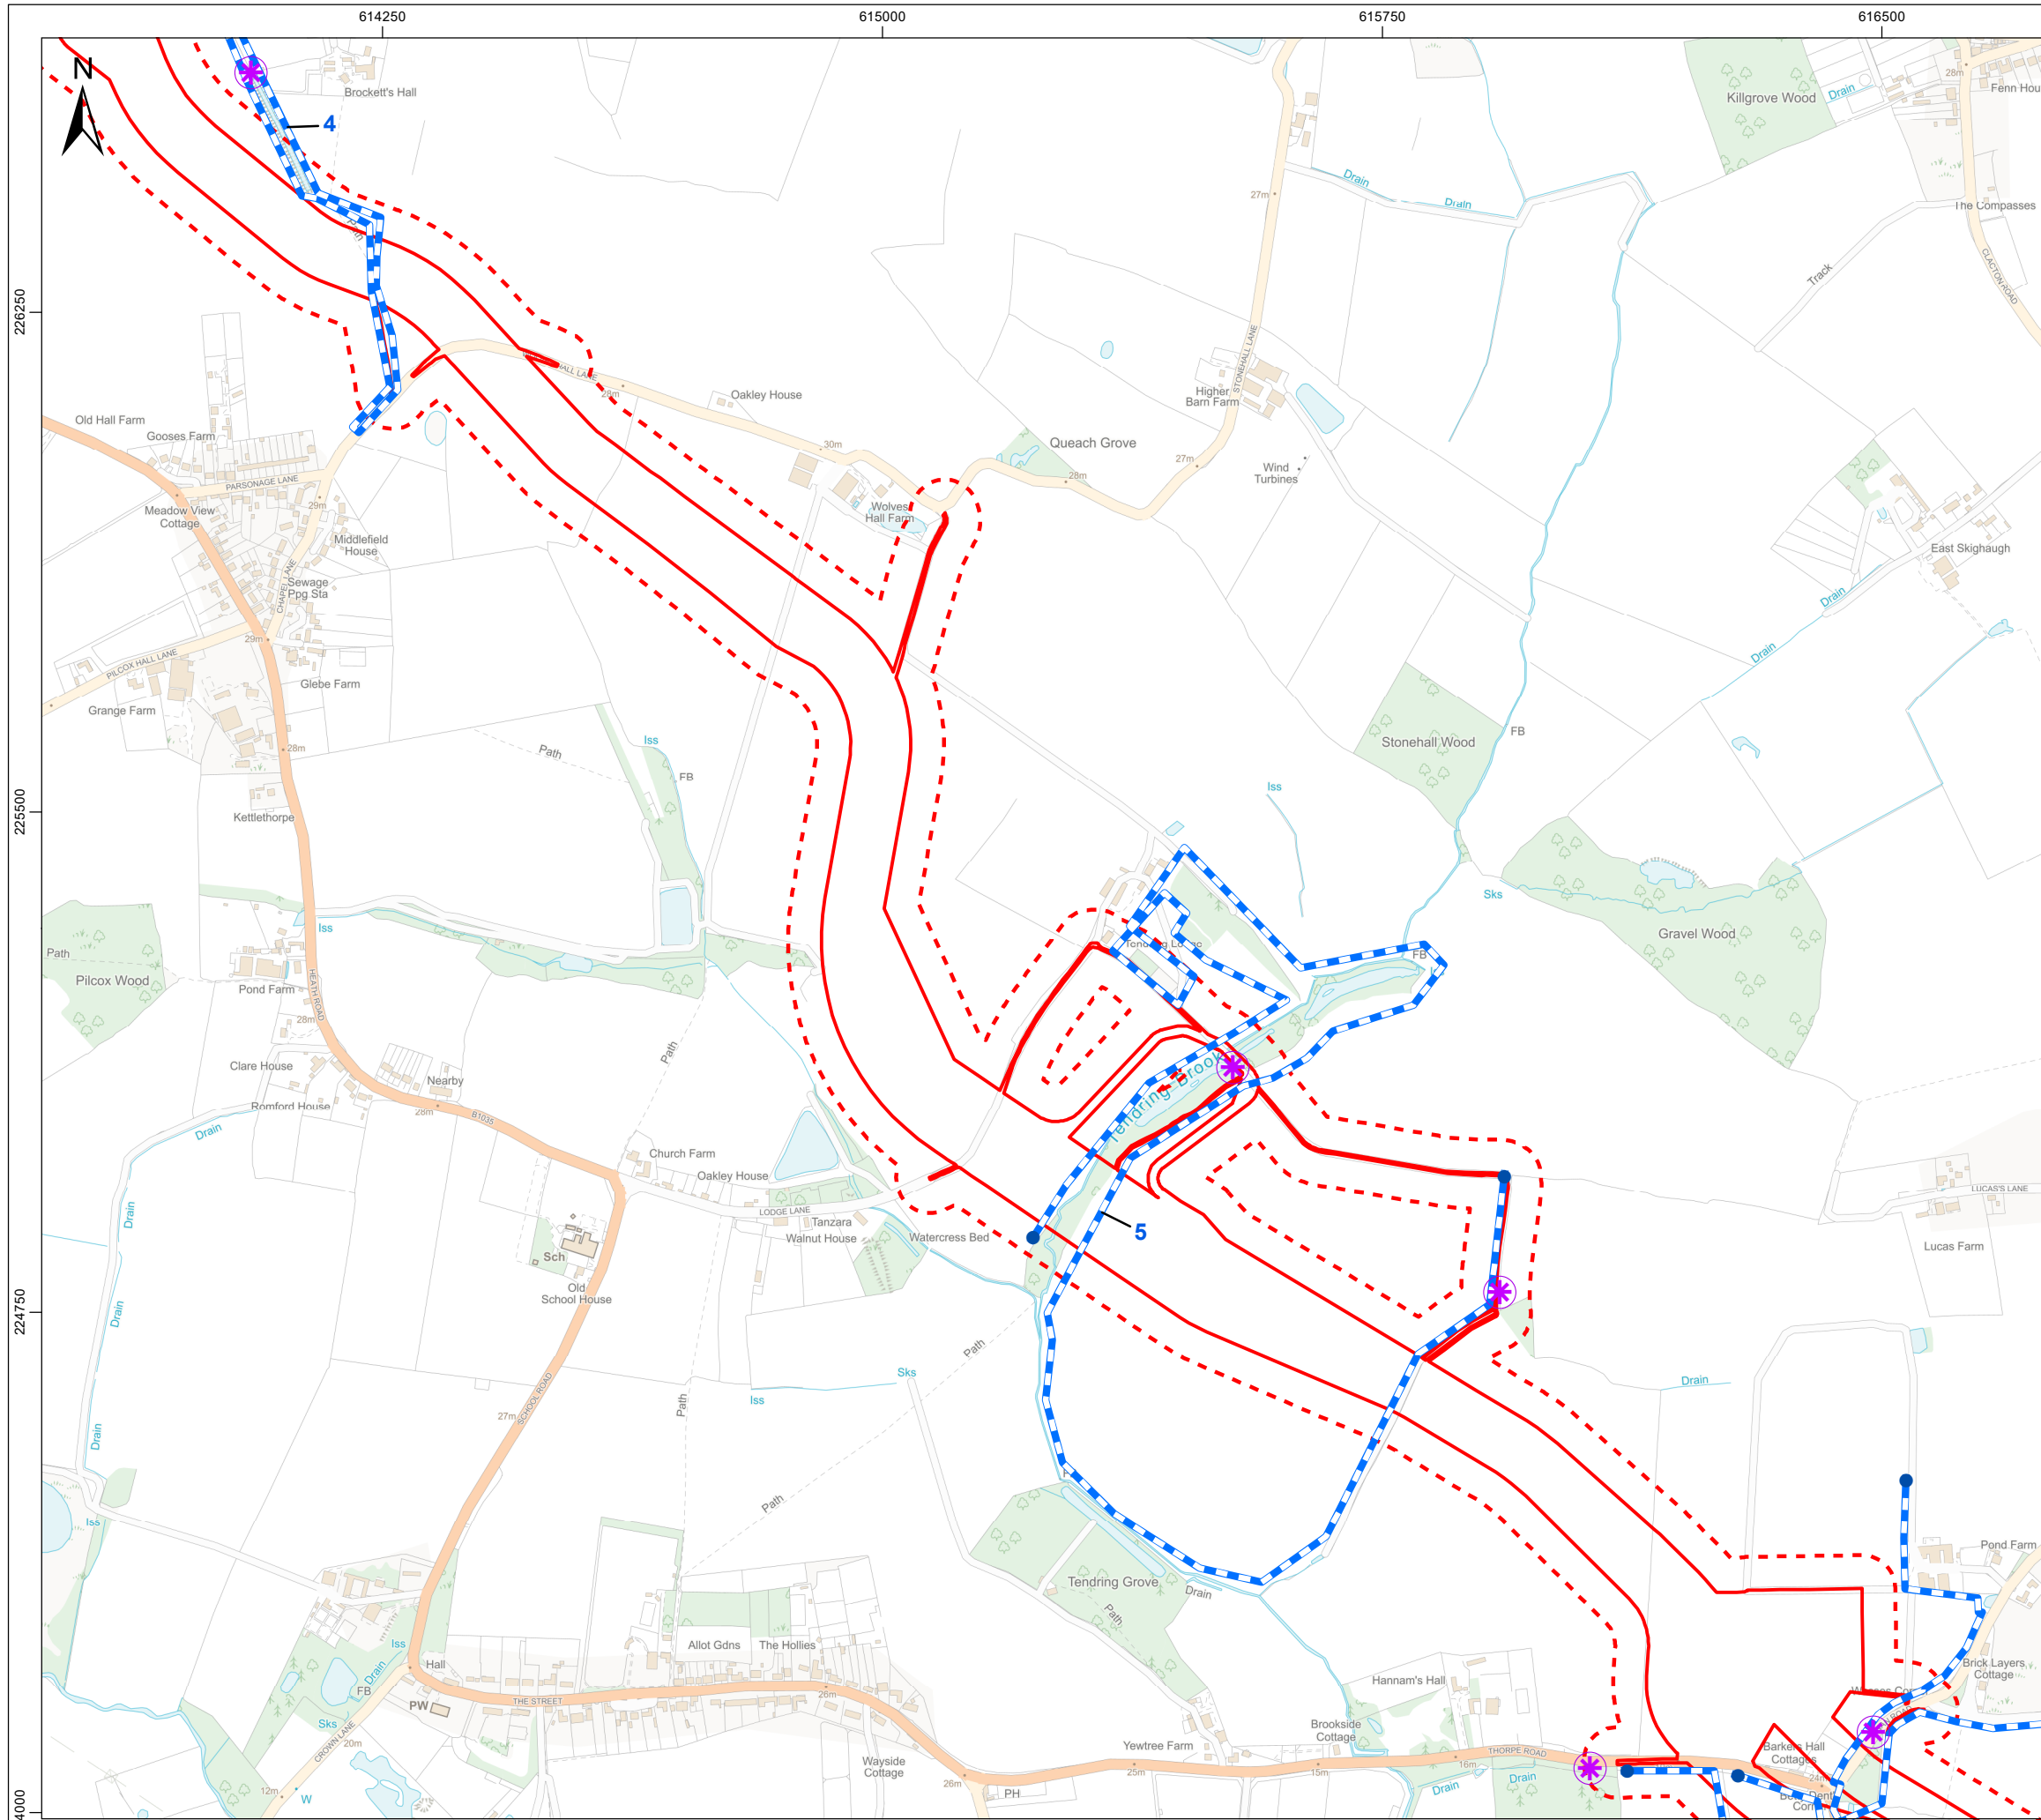 614250
615000
615750
616500
N
226250
225500
224750
4000
Brockett's Hall
4
Killgrove Wood
Drain
28m
Drain
Drain
27m
The Compasses
CLACTON ROAD
Track
Path
HALL LANE
28m
Oakley House
STONEHALL LANE
Higher
Barn Farm
Old Hall Farm
Gooses Farm
30m
Queach Grove
27m
28m
Wind
Turbines
PARSONAGE LANE
29m
Meadow View
Cottage
Wolves
Hall Farm
Middlefield
House
East Skighaugh
CHAPEL LANE
Sewage
Ppg Sta
Drain
29m
Drain
PILCOX HALL LANE
Glebe Farm
Grange Farm
28m
Iss
Path
FB
FB
Stonehall Wood
Iss
Kettlethorpe
Sks
Iss
Gravel Wood
FB
Path
Pilcox Wood
Pond Farm
HEATH ROAD
28m
Path
Clare House
Nearby
Romford House
28m
B1035
Drain
Tendring Brook
Church Farm
Oakley House
LUCAS'S LANE
LODGE LANE
Tanzara
Walnut House
Watercress Bed
5
Drain
Lucas Farm
Sch
Old
School House
Drain
Path
Sks
Iss
Path
Drain
SCHOOL ROAD
27m
Drain
Path
Iss
Pond Farm
Tendring Grove
Drain
Path
Allot Gdns
The Hollies
Iss
Hall
Drain
FB
Hannam's Hall
Brick Layers
Cottage
26m
THE STREET
PW
Sks
CROWN LANE
20m
Brookside
Cottage
Yewtree Farm
THORPE ROAD
Barkers Hall
Cottages
Wayside
Cottage
16m
25m
15m
26m
24m
Drain
Drain
12m
W
PH